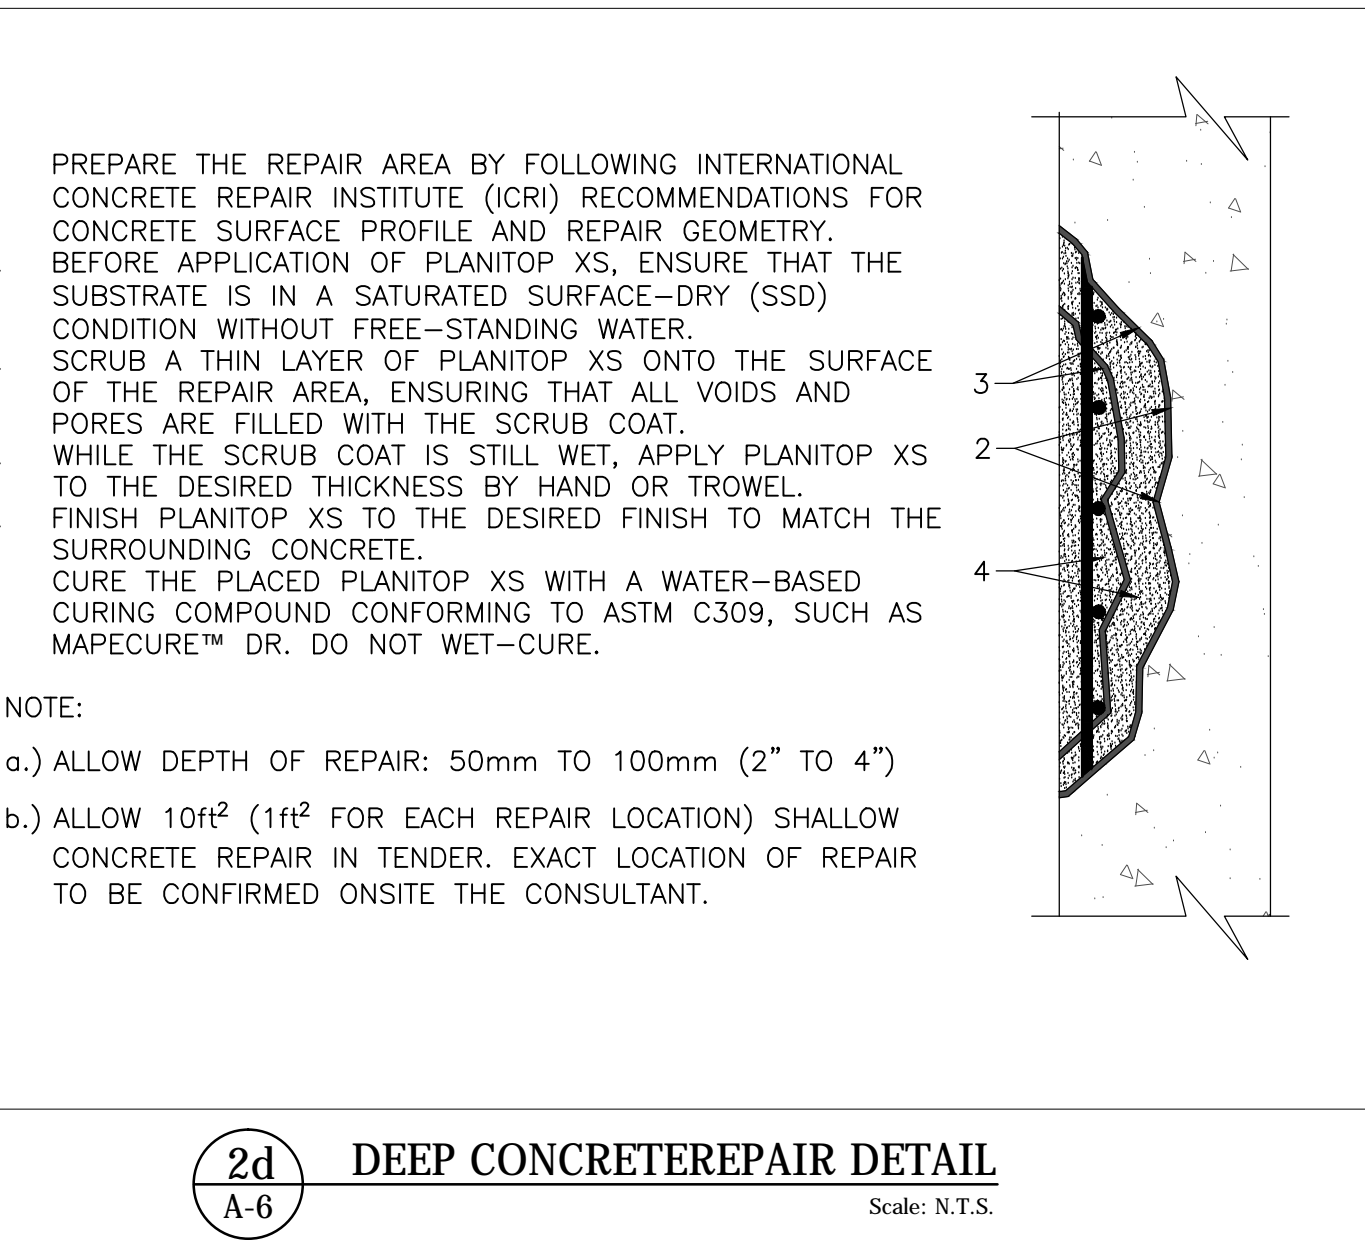 PREPARE THE REPAIR AREA BY FOLLOWING INTERNATIONAL
CONCRETE REPAIR INSTITUTE (ICRI) RECOMMENDATIONS FOR
CONCRETE SURFACE PROFILE AND REPAIR GEOMETRY.
BEFORE APPLICATION OF PLANITOP XS, ENSURE THAT THE
SUBSTRATE IS IN A SATURATED SURFACE-DRY (SSD)
CONDITION WITHOUT FREE-STANDING WATER.
SCRUB A THIN LAYER OF PLANITOP XS ONTO THE SURFACE
OF THE REPAIR AREA, ENSURING THAT ALL VOIDS AND
PORES ARE FILLED WITH THE SCRUB COAT.
WHILE THE SCRUB COAT IS STILL WET, APPLY PLANITOP XS
TO THE DESIRED THICKNESS BY HAND OR TROWEL.
FINISH PLANITOP XS TO THE DESIRED FINISH TO MATCH THE
SURROUNDING CONCRETE.
CURE THE PLACED PLANITOP XS WITH A WATER-BASED
CURING COMPOUND CONFORMING TO ASTM C309, SUCH AS
MAPECURE™ DR. DO NOT WET-CURE.
NOTE:
a.) ALLOW DEPTH OF REPAIR: 50mm TO 100mm (2" TO 4")
b.) ALLOW 10ft² (1ft² FOR EACH REPAIR LOCATION) SHALLOW
CONCRETE REPAIR IN TENDER. EXACT LOCATION OF REPAIR
TO BE CONFIRMED ONSITE THE CONSULTANT.
3
2
4
2d
A-6
DEEP CONCRETEREPAIR DETAIL
Scale: N.T.S.